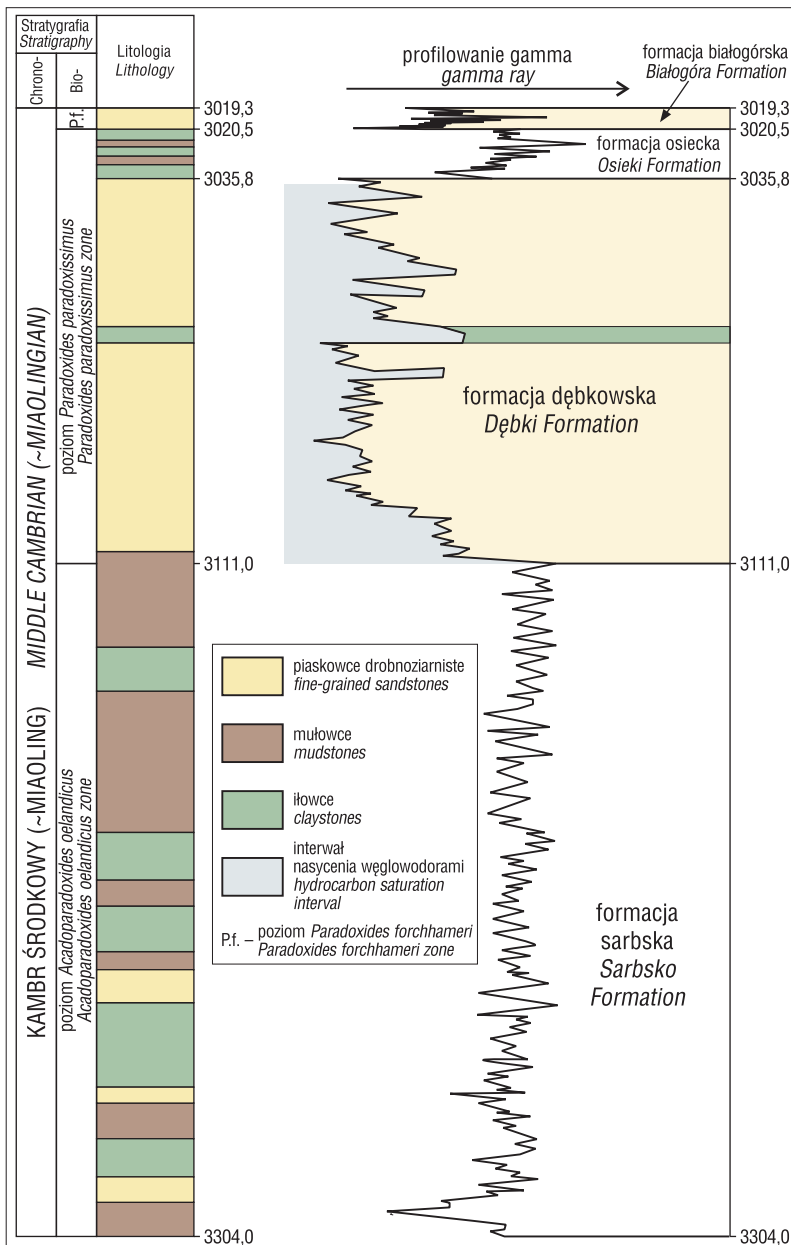 Stratygrafia
Stratigraphy
Chrono-
Bio-
Litologia
Lithology
profilowanie gamma
gamma ray
formacja białogórska
Białogóra Formation
3019,3
3020,5
3035,8
3111,0
3304,0
3019,3
3020,5
3035,8
3111,0
3304,0
KAMBR ŚRODKOWY (~MIAOLING)
MIDDLE CAMBRIAN (~MIAOLINGIAN)
P.f.
poziom Paradoxides paradoxissimus
Paradoxides paradoxissimus zone
poziom Acadoparadoxides oelandicus
Acadoparadoxides oelandicus zone
formacja osiecka
Osieki Formation
formacja dębkowska
Dębki Formation
formacja
sarbska
Sarbsko
Formation
piaskowce drobnoziarniste
fine-grained sandstones
mułowce
mudstones
iłowce
claystones
interwał
nasycenia węglowodorami
hydrocarbon saturation
interval
P.f. – poziom Paradoxides forchhameri
Paradoxides forchhameri zone